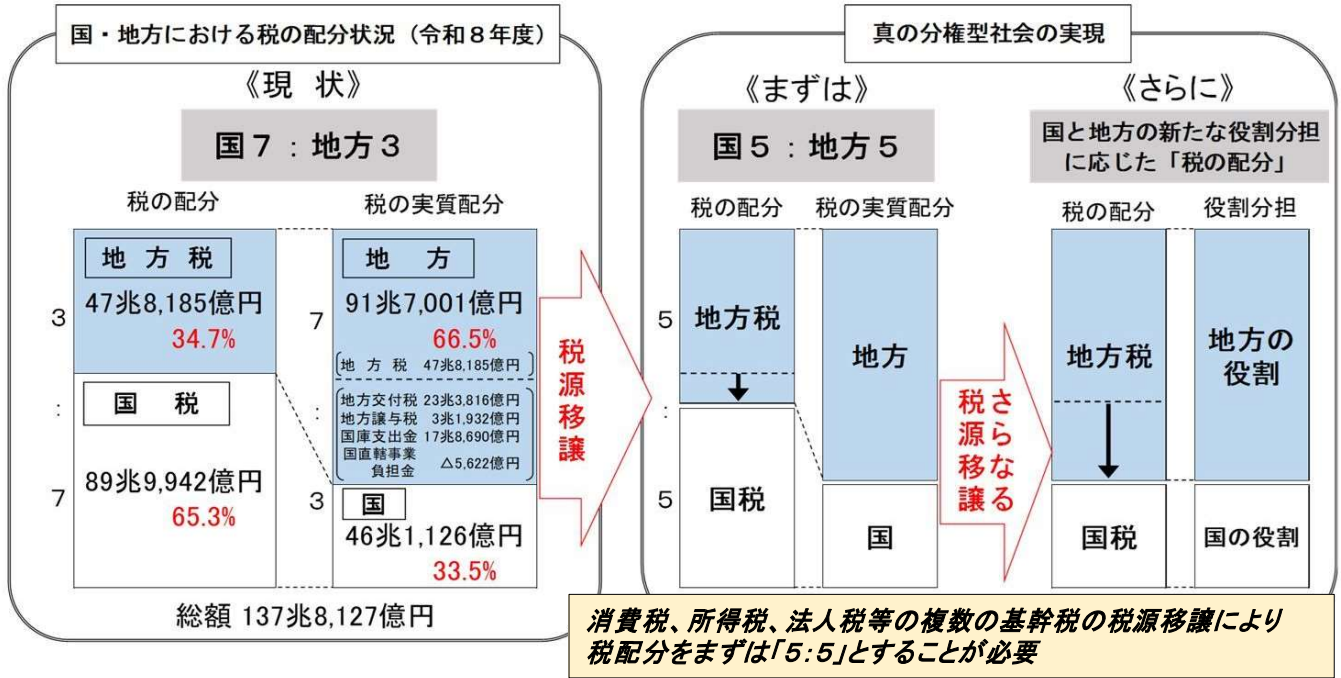 国・地方における税の配分状況（令和８年度）
《現 状》
国７：地方３
税の配分
税の実質配分
3
：
7
地 方 税
47兆8,185億円
34.7%
国 税
89兆9,942億円
65.3%
7
：
3
地 方
91兆7,001億円
66.5%
地 方 税 47兆8,185億円
地方交付税 23兆3,816億円
地方譲与税 3兆1,932億円
国庫支出金 17兆8,690億円
国直轄事業
負担金 △5,622億円
国
46兆1,126億円
33.5%
総額 137兆8,127億円
税源移譲
真の分権型社会の実現
《まずは》
国５：地方５
税の配分
税の実質配分
5
：
5
地方税
国税
地方
国
さらなる
税源移譲
《さらに》
国と地方の新たな役割分担
に応じた「税の配分」
税の配分
役割分担
地方税
国税
地方の
役割
国の役割
消費税、所得税、法人税等の複数の基幹税の税源移譲により
税配分をまずは「５：５」とすることが必要